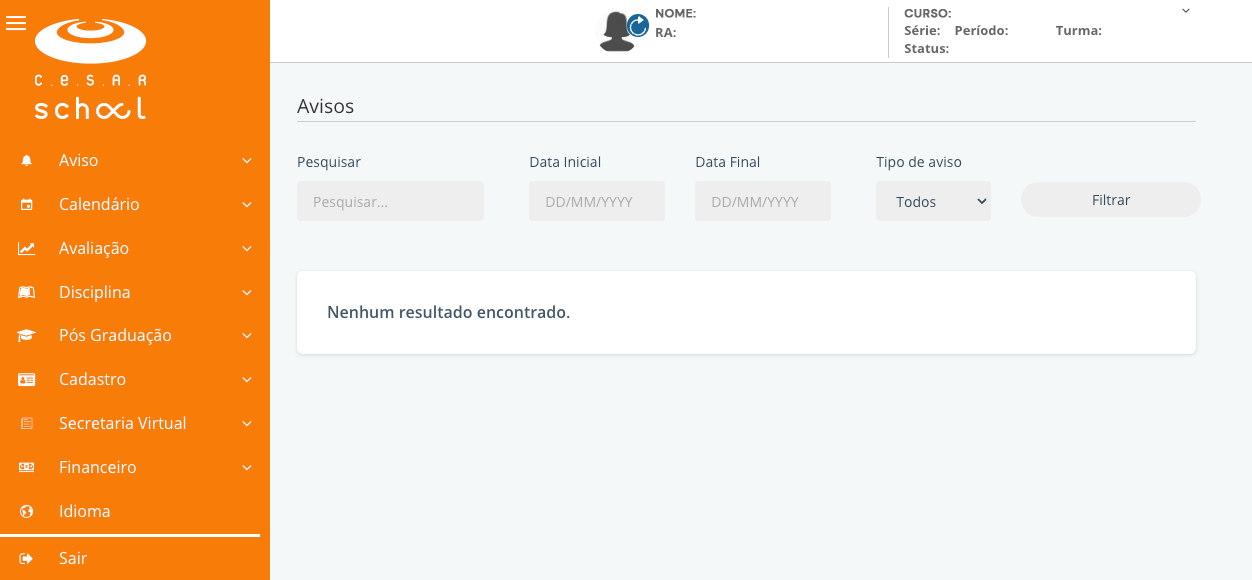 C.e.S.A.R
school
NOME:
RA:
CURSO:
Série: Período: Turma:
Status:
Aviso
Calendário
Avaliação
Disciplina
Pós Graduação
Cadastro
Secretaria Virtual
Financeiro
Idioma
Sair
Avisos
Pesquisar Data Inicial Data Final Tipo de aviso
Pesquisar... DD/MM/YYYY DD/MM/YYYY Todos Filtrar
Nenhum resultado encontrado.